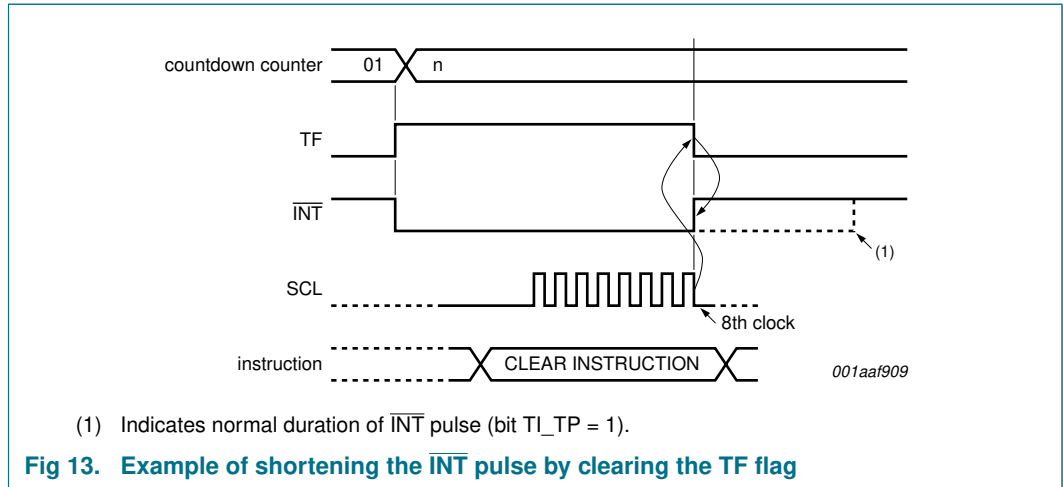 countdown counter 01 n
TF
INT
(1)
SCL
8th clock
instruction CLEAR INSTRUCTION
001aaf909
(1) Indicates normal duration of INT pulse (bit TI_TP = 1).
Fig 13. Example of shortening the INT pulse by clearing the TF flag